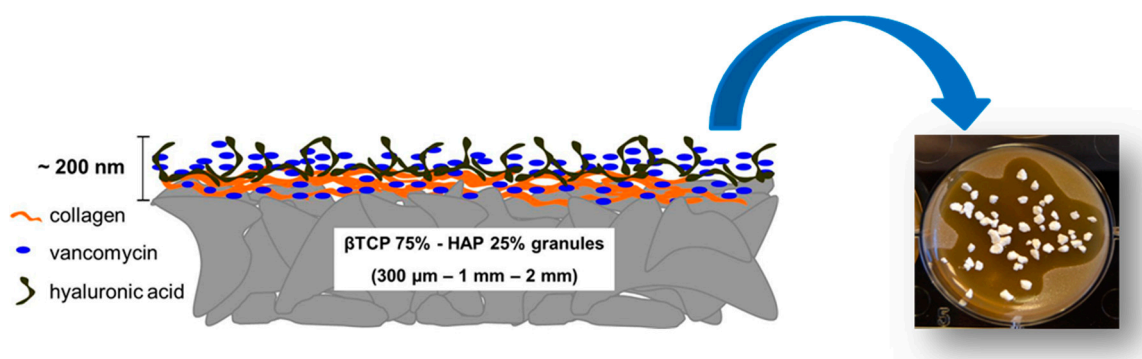 ~ 200 nm
collagen
vancomycin
hyaluronic acid
βTCP 75% - HAP 25% granules
(300 µm – 1 mm – 2 mm)